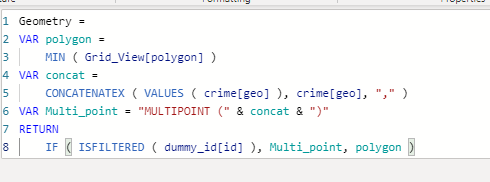 Formatting
Properties
1 Geometry =
2 VAR polygon =
3 MIN ( Grid_View[polygon] )
4 VAR concat =
5 CONCATENATEX ( VALUES ( crime[geo] ), crime[geo], "," )
6 VAR Multi_point = "MULTIPOINT (" & concat & ")"
7 RETURN
8 IF ( ISFILTERED ( dummy_id[id] ), Multi_point, polygon )